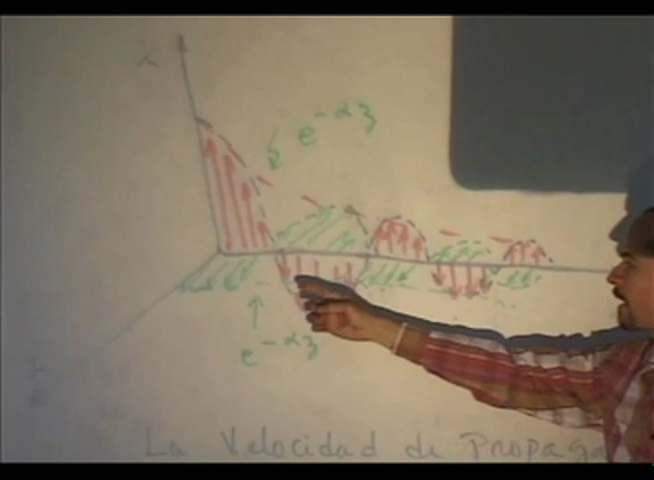 x
e^{-αz}
e^{-αz}
La Velocidad de Propaga